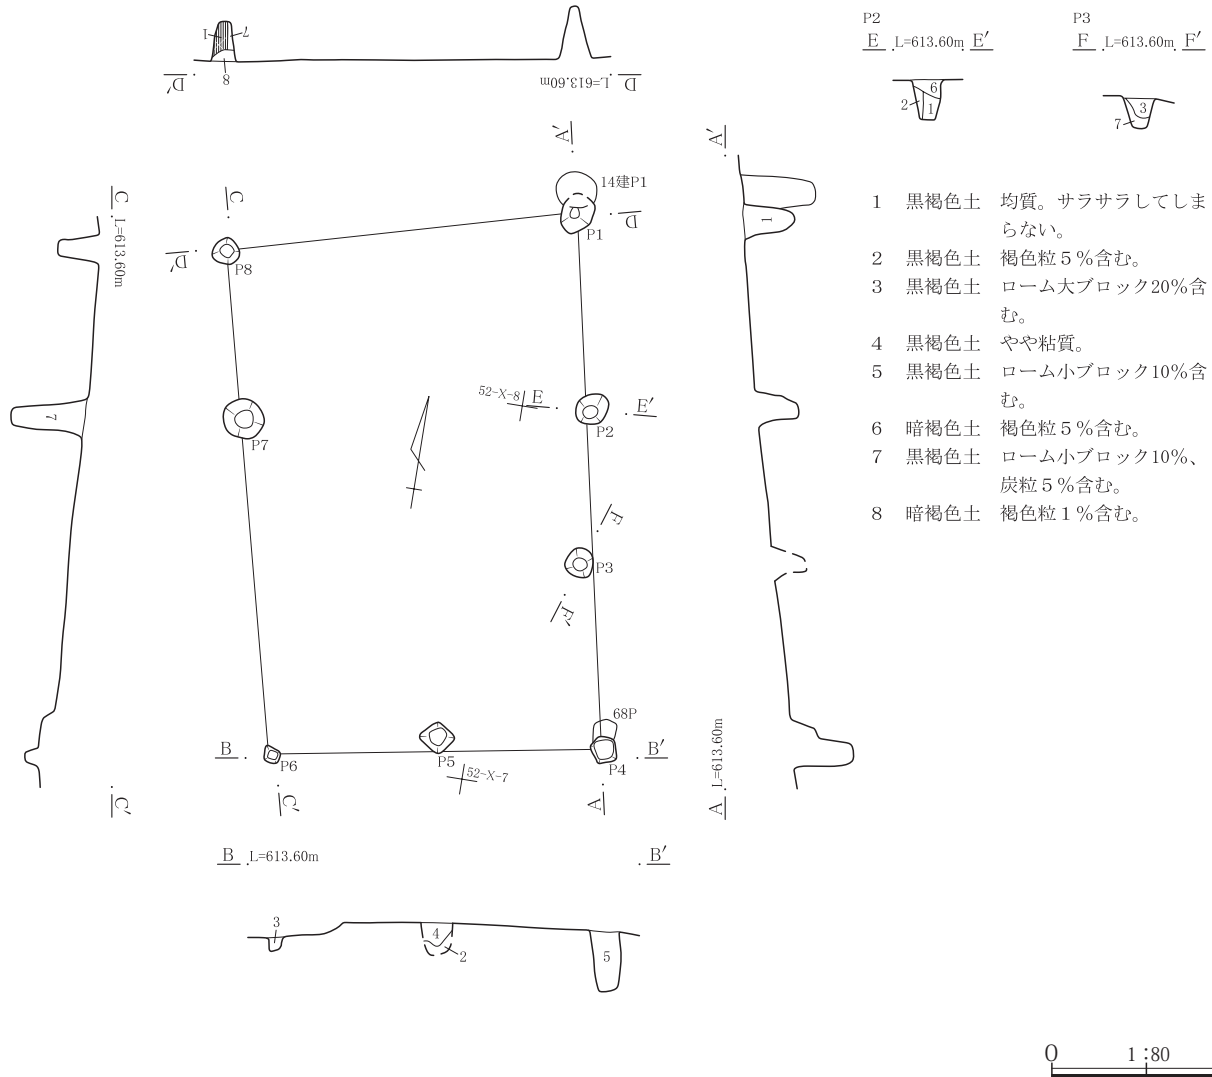 1
7
8
D′
L=613.60m
D
P2
E L=613.60m E′
6
2
1
P3
F L=613.60m F′
3
7
A′
14建P1
D
P1
C
D′
P8
C L=613.60m
7
P7
52-X-8
E
E′
P2
F
P3
F′
68P
B
P6
P5
52-X-7
P4
B′
C′
C′
A
A′
1
A L=613.60m
B L=613.60m
B′
3
4
2
5
1 黒褐色土 均質。サラサラしてしま
らない。
2 黒褐色土 褐色粒５％含む。
3 黒褐色土 ローム大ブロック20％含
む。
4 黒褐色土 やや粘質。
5 黒褐色土 ローム小ブロック10％含
む。
6 暗褐色土 褐色粒５％含む。
7 黒褐色土 ローム小ブロック10％、
炭粒５％含む。
8 暗褐色土 褐色粒１％含む。
0 1：80